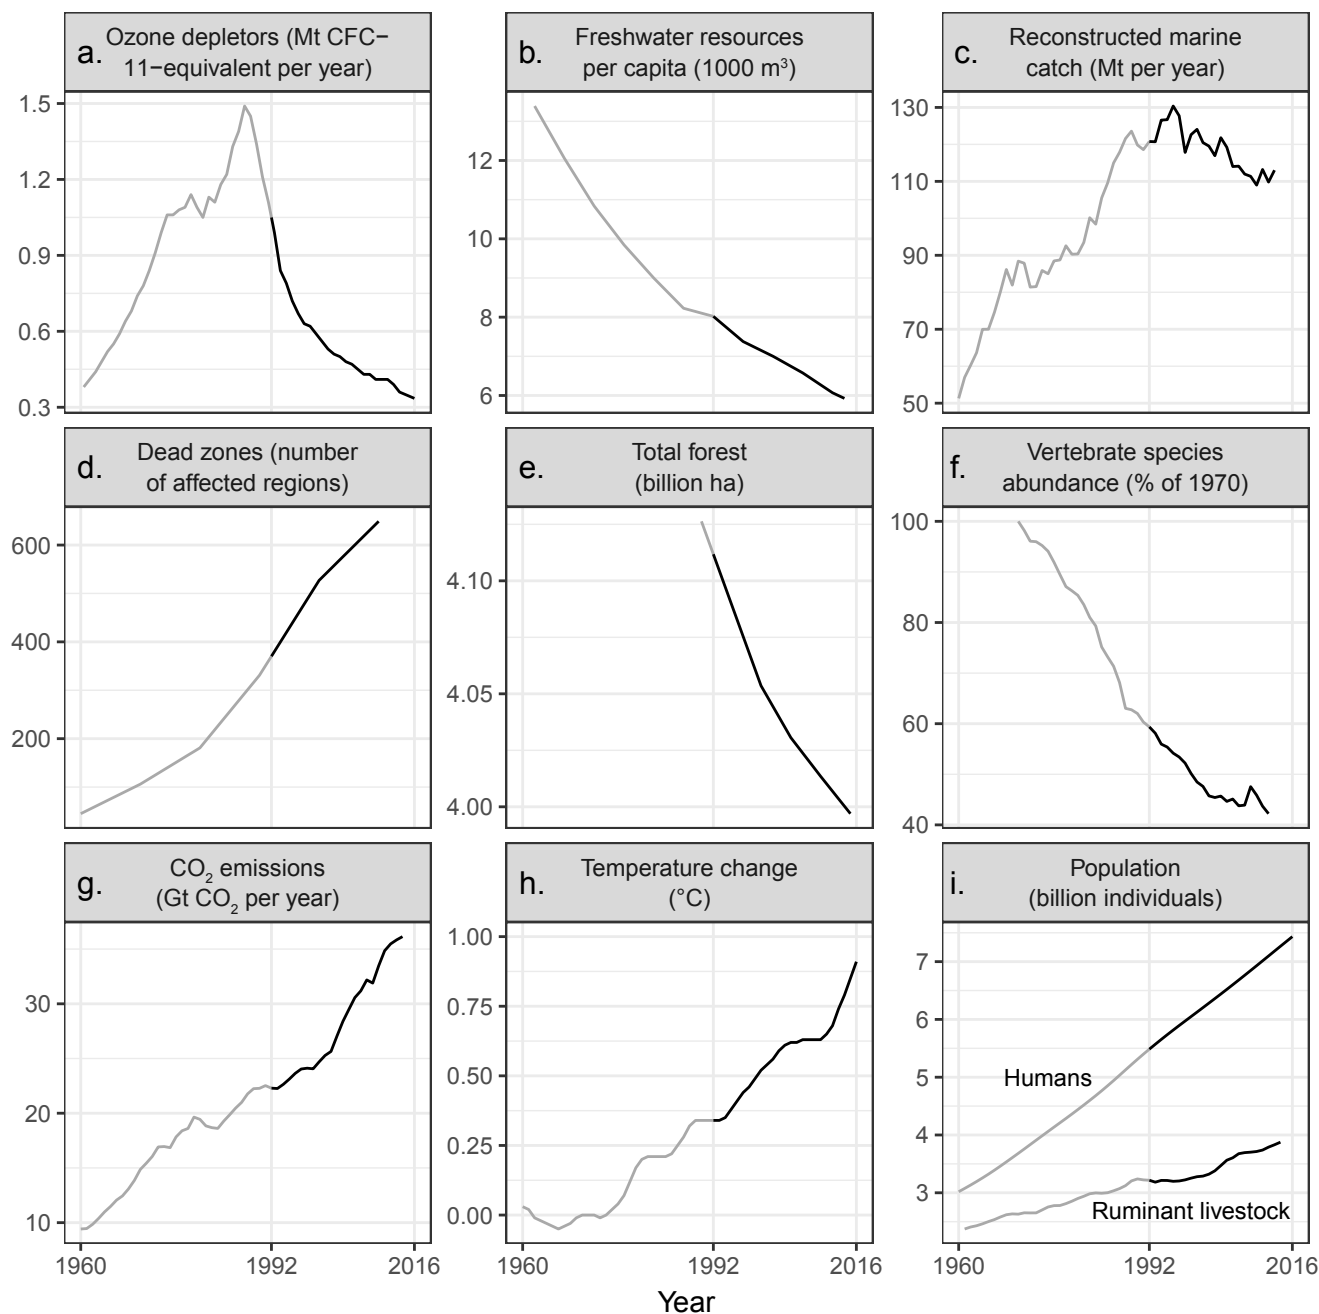 a.
Ozone depletors (Mt CFC−
11−equivalent per year)
b.
Freshwater resources
per capita (1000 m³)
c.
Reconstructed marine
catch (Mt per year)
1.5
1.2
0.9
0.6
0.3
12
10
8
6
130
110
90
70
50
d.
Dead zones (number
of affected regions)
e.
Total forest
(billion ha)
f.
Vertebrate species
abundance (% of 1970)
600
400
200
4.10
4.05
4.00
100
80
60
40
g.
CO₂ emissions
(Gt CO₂ per year)
h.
Temperature change
(°C)
i.
Population
(billion individuals)
30
20
10
1.00
0.75
0.50
0.25
0.00
7
6
5
4
3
Humans
Ruminant livestock
1960 1992 2016
1960 1992 2016
1960 1992 2016
Year